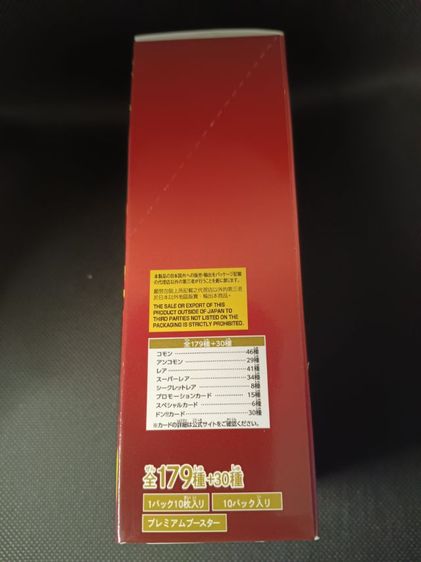 本製品の日本国外への販売・輸出をパッケージ記載
の代理店以外の第三者が行うことを固く禁じます。
嚴禁包裝上所記載之代理店以外的第三者
於日本以外地區販賣・輸出本商品。
THE SALE OR EXPORT OF THIS
PRODUCT OUTSIDE OF JAPAN TO
THIRD PARTIES NOT LISTED ON THE
PACKAGING IS STRICTLY PROHIBITED.
全179種+30種
コモン 46種
アンコモン 29種
レア 41種
スーパーレア 34種
シークレットレア 8種
プロモーションカード 15種
スペシャルカード 6種
ドン!!カード 30種
※カードの詳細は公式サイトをご確認ください。
全179種+30種
1パック10枚入り 10パック入り
プレミアムブースター